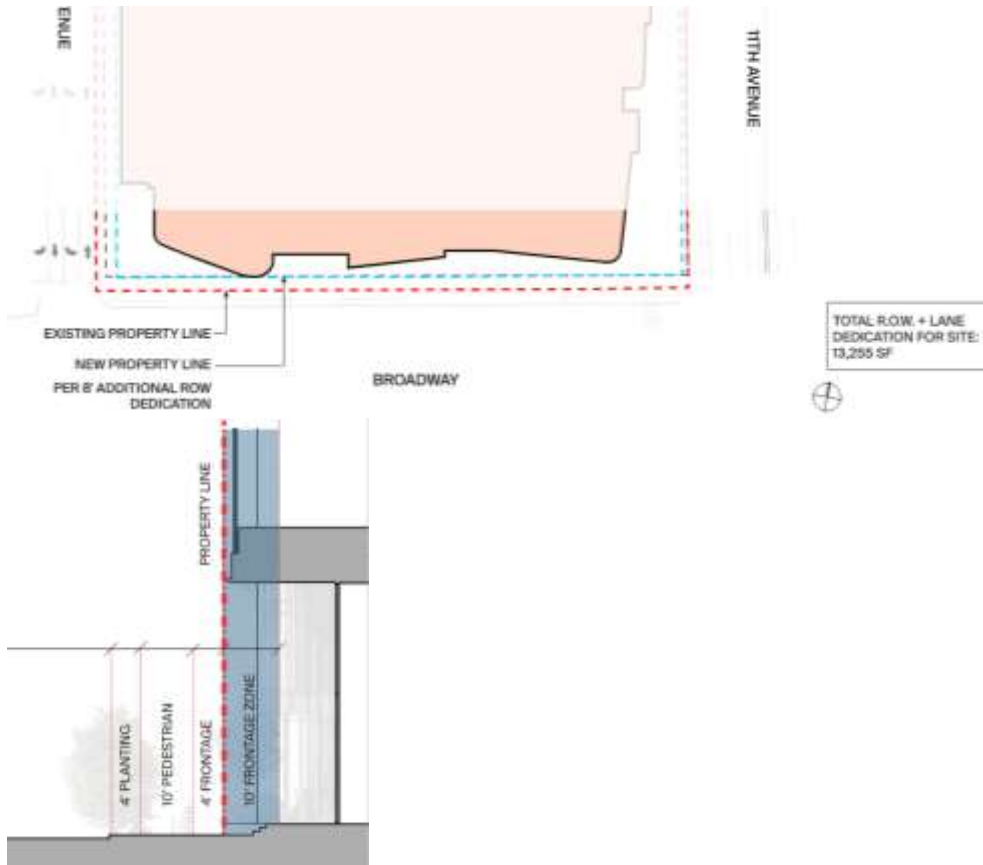 ENUE
11TH AVENUE
EXISTING PROPERTY LINE
NEW PROPERTY LINE
PER 8' ADDITIONAL ROW
DEDICATION
BROADWAY
TOTAL R.O.W. + LANE
DEDICATION FOR SITE:
13,255 SF
PROPERTY LINE
4' PLANTING
10' PEDESTRIAN
4' FRONTAGE
10' FRONTAGE ZONE